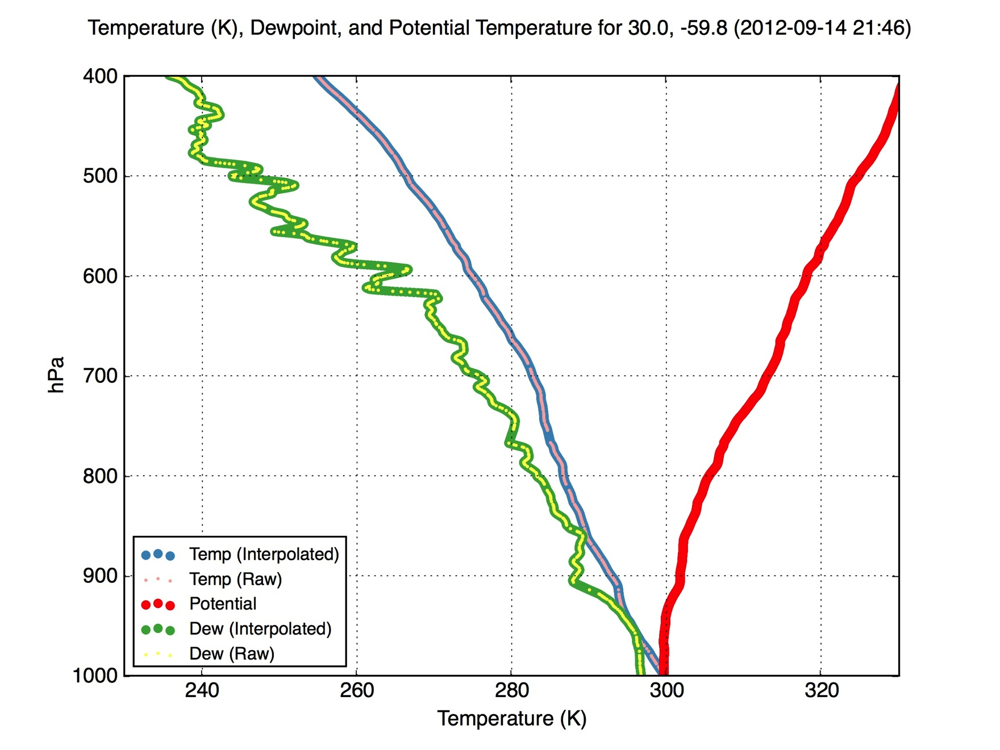 Temperature (K), Dewpoint, and Potential Temperature for 30.0, -59.8 (2012-09-14 21:46)
400
500
600
700
800
900
1000
hPa
Temp (Interpolated)
Temp (Raw)
Potential
Dew (Interpolated)
Dew (Raw)
240 260 280 300 320
Temperature (K)